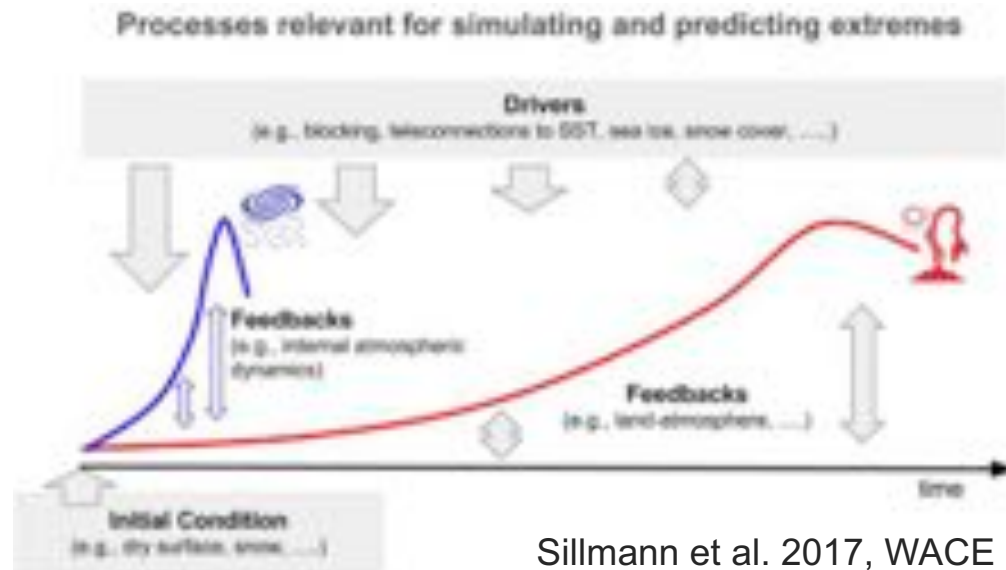 Processes relevant for simulating and predicting extremes
Drivers
(e.g., blocking, teleconnections to SST, sea ice, snow cover, .....)
Feedbacks
(e.g., internal atmospheric
dynamics)
Feedbacks
(e.g., land-atmosphere, .....)
time
Initial Condition
(e.g., dry surface, snow, .....)
Sillmann et al. 2017, WACE